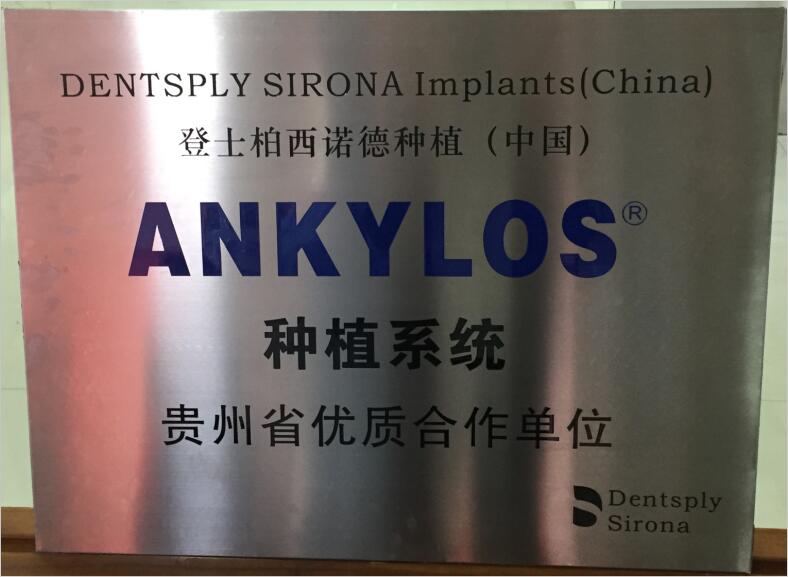 DENTSPLY SIRONA Implants(China)
登士柏西诺德种植（中国）
ANKYLOS®
种植系统
贵州省优质合作单位
Dentsply
Sirona